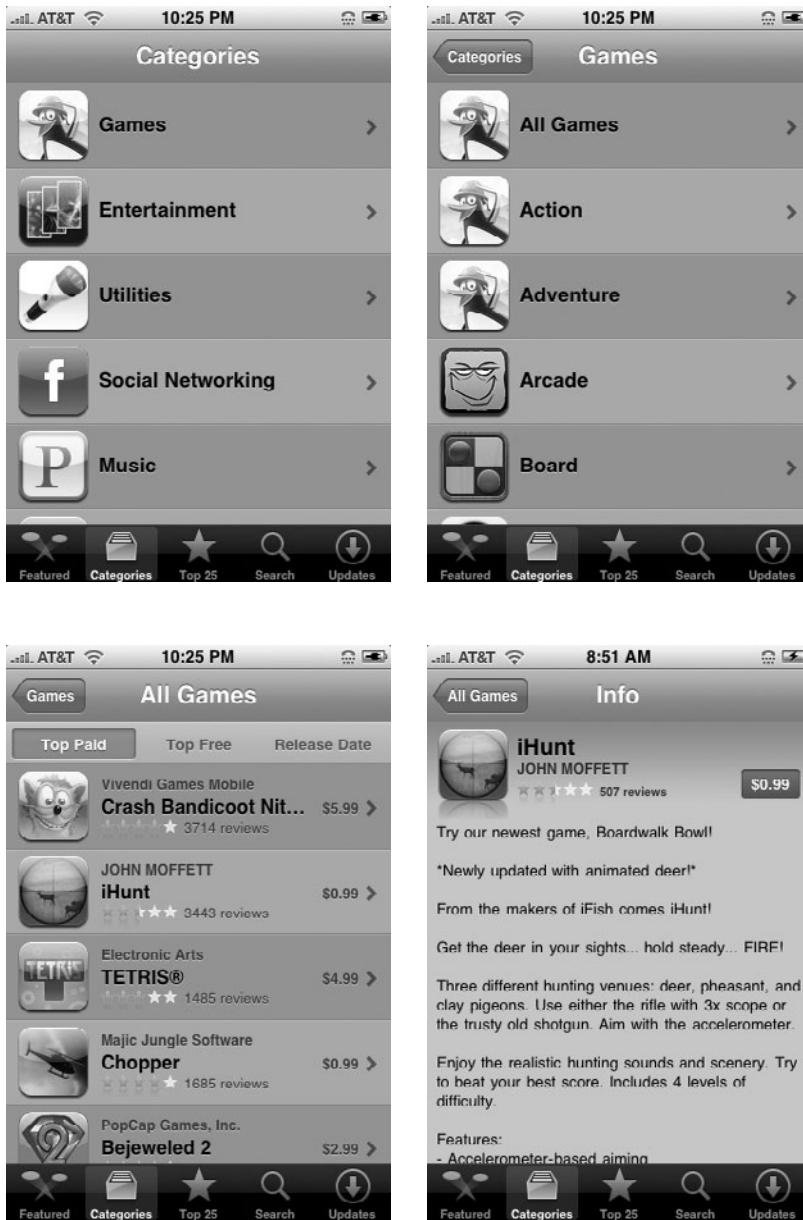 AT&T 10:25 PM
Categories
Games
Entertainment
Utilities
f Social Networking
P Music
Featured Categories Top 25 Search Updates
AT&T 10:25 PM
Categories Games
All Games
Action
Adventure
Arcade
Board
Featured Categories Top 25 Search Updates
AT&T 10:25 PM
Games All Games
Top Paid Top Free Release Date
Vivendi Games Mobile
Crash Bandicoot Nit... $5.99
3714 reviews
JOHN MOFFETT
iHunt $0.99
3443 reviews
Electronic Arts
TETRIS TETRIS® $4.99
1485 reviews
Majic Jungle Software
Chopper $0.99
1685 reviews
PopCap Games, Inc.
2 Bejeweled 2 $2.99
Featured Categories Top 25 Search Updates
AT&T 8:51 AM
All Games Info
iHunt
JOHN MOFFETT
507 reviews $0.99
Try our newest game, Boardwalk Bowl!
*Newly updated with animated deer!*
From the makers of iFish comes iHunt!
Get the deer in your sights... hold steady... FIRE!
Three different hunting venues: deer, pheasant, and
clay pigeons. Use either the rifle with 3x scope or
the trusty old shotgun. Aim with the accelerometer.
Enjoy the realistic hunting sounds and scenery. Try
to beat your best score. Includes 4 levels of
difficulty.
Features:
- Accelerometer-based aiming
Featured Categories Top 25 Search Updates